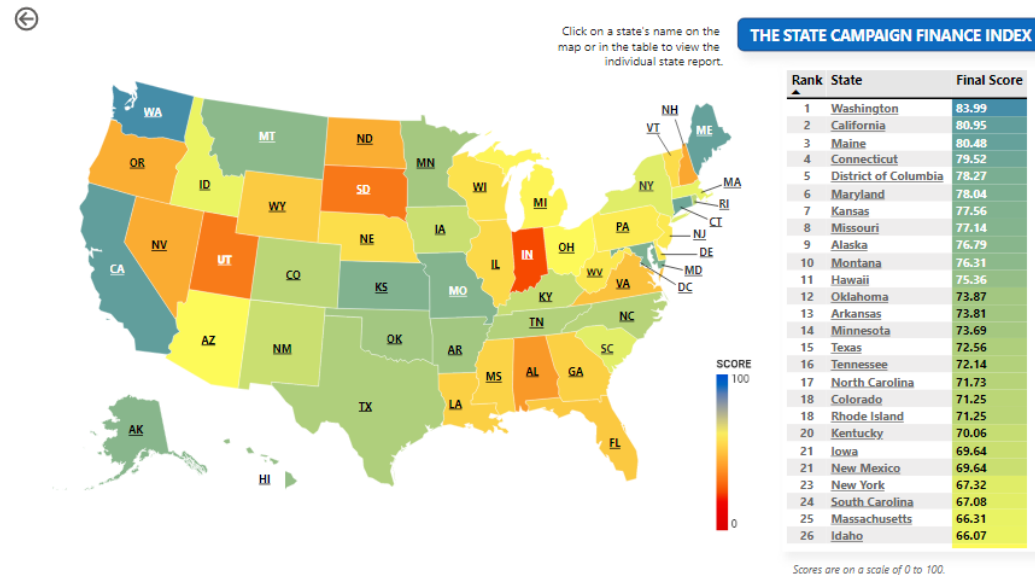 Click on a state's name on the
map or in the table to view the
individual state report.
THE STATE CAMPAIGN FINANCE INDEX
WA
OR
CA
NV
ID
MT
WY
UT
AZ
CO
NM
ND
SD
NE
KS
OK
TX
MN
IA
MO
AR
LA
WI
IL
MS
MI
IN
KY
TN
AL
OH
WV
GA
FL
SC
NC
VA
PA
NY
VT
NH
ME
MA
RI
CT
NJ
DE
MD
DC
AK
HI
SCORE
100
0
Rank State Final Score
1 Washington 83.99
2 California 80.95
3 Maine 80.48
4 Connecticut 79.52
5 District of Columbia 78.27
6 Maryland 78.04
7 Kansas 77.56
8 Missouri 77.14
9 Alaska 76.79
10 Montana 76.31
11 Hawaii 75.36
12 Oklahoma 73.87
13 Arkansas 73.81
14 Minnesota 73.69
15 Texas 72.56
16 Tennessee 72.14
17 North Carolina 71.73
18 Colorado 71.25
18 Rhode Island 71.25
20 Kentucky 70.06
21 Iowa 69.64
21 New Mexico 69.64
23 New York 67.32
24 South Carolina 67.08
25 Massachusetts 66.31
26 Idaho 66.07
Scores are on a scale of 0 to 100.